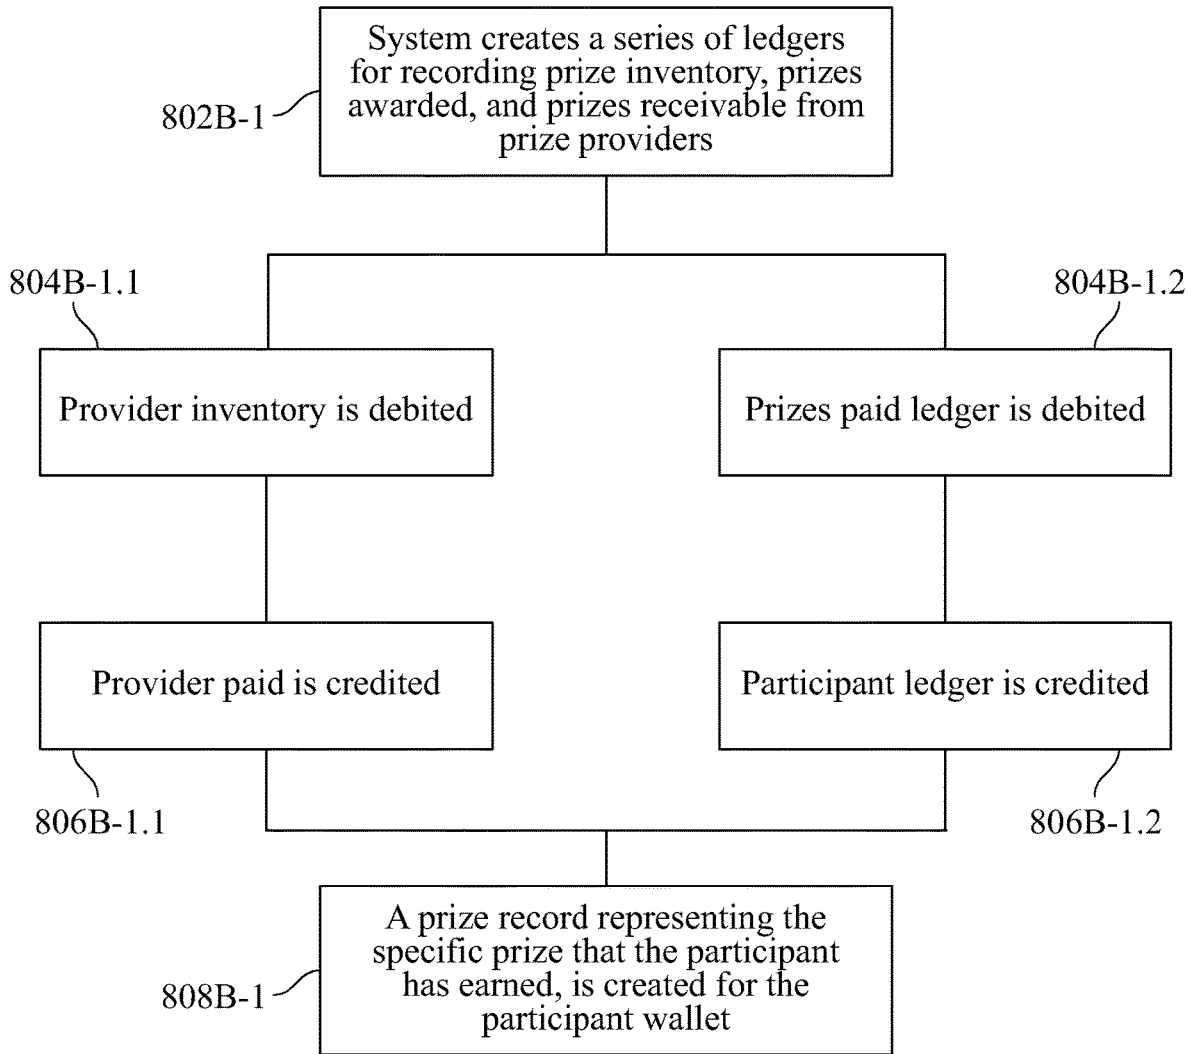 System creates a series of ledgers
for recording prize inventory, prizes
awarded, and prizes receivable from
prize providers
802B-1
804B-1.1
804B-1.2
Provider inventory is debited
Prizes paid ledger is debited
Provider paid is credited
Participant ledger is credited
806B-1.1
806B-1.2
A prize record representing the
specific prize that the participant
has earned, is created for the
participant wallet
808B-1